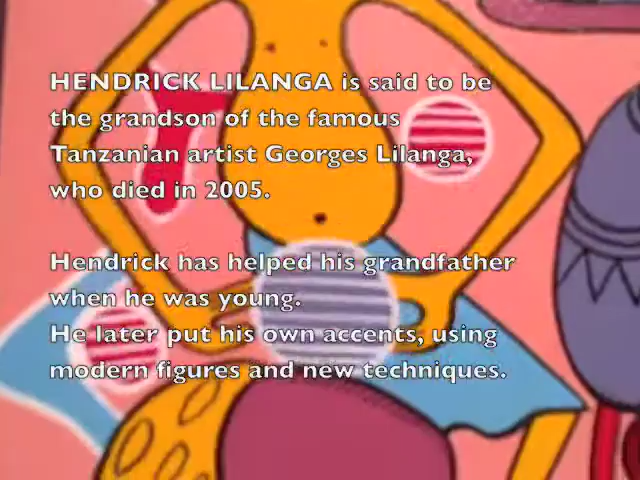 HENDRICK LILANGA is said to be
the grandson of the famous
Tanzanian artist Georges Lilanga,
who died in 2005.
Hendrick has helped his grandfather
when he was young.
He later put his own accents, using
modern figures and new techniques.